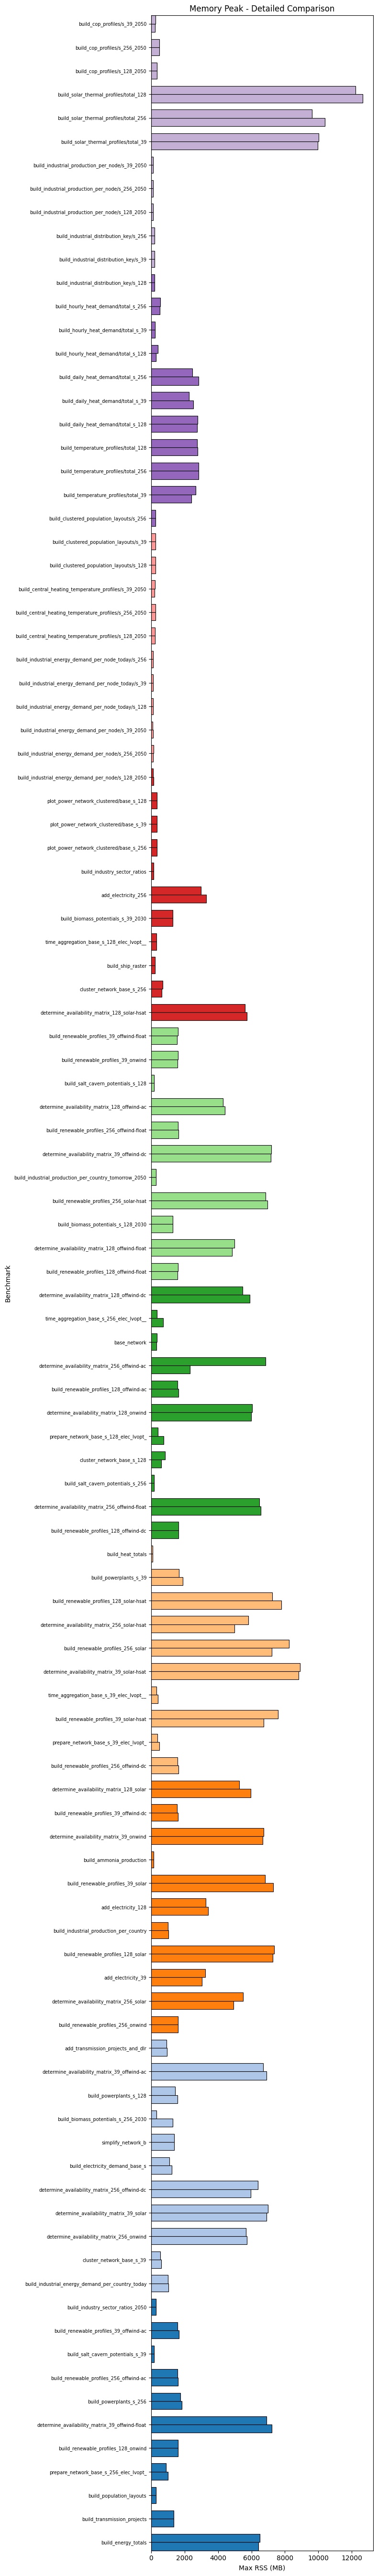 Memory Peak - Detailed Comparison
build_cop_profiles/s_39_2050
build_cop_profiles/s_256_2050
build_cop_profiles/s_128_2050
build_solar_thermal_profiles/total_128
build_solar_thermal_profiles/total_256
build_solar_thermal_profiles/total_39
build_industrial_production_per_node/s_39_2050
build_industrial_production_per_node/s_256_2050
build_industrial_production_per_node/s_128_2050
build_industrial_distribution_key/s_256
build_industrial_distribution_key/s_39
build_industrial_distribution_key/s_128
build_hourly_heat_demand/total_s_256
build_hourly_heat_demand/total_s_39
build_hourly_heat_demand/total_s_128
build_daily_heat_demand/total_s_256
build_daily_heat_demand/total_s_39
build_daily_heat_demand/total_s_128
build_temperature_profiles/total_128
build_temperature_profiles/total_256
build_temperature_profiles/total_39
build_clustered_population_layouts/s_256
build_clustered_population_layouts/s_39
build_clustered_population_layouts/s_128
build_central_heating_temperature_profiles/s_39_2050
build_central_heating_temperature_profiles/s_256_2050
build_central_heating_temperature_profiles/s_128_2050
build_industrial_energy_demand_per_node_today/s_256
build_industrial_energy_demand_per_node_today/s_39
build_industrial_energy_demand_per_node_today/s_128
build_industrial_energy_demand_per_node/s_39_2050
build_industrial_energy_demand_per_node/s_256_2050
build_industrial_energy_demand_per_node/s_128_2050
plot_power_network_clustered/base_s_128
plot_power_network_clustered/base_s_39
plot_power_network_clustered/base_s_256
build_industry_sector_ratios
add_electricity_256
build_biomass_potentials_s_39_2030
time_aggregation_base_s_128_elec_lvopt__
build_ship_raster
cluster_network_base_s_256
determine_availability_matrix_128_solar-hsat
build_renewable_profiles_39_offwind-float
build_renewable_profiles_39_onwind
build_salt_cavern_potentials_s_128
determine_availability_matrix_128_offwind-ac
build_renewable_profiles_256_offwind-float
determine_availability_matrix_39_offwind-dc
build_industrial_production_per_country_tomorrow_2050
build_renewable_profiles_256_solar-hsat
build_biomass_potentials_s_128_2030
determine_availability_matrix_128_offwind-float
build_renewable_profiles_128_offwind-float
determine_availability_matrix_128_offwind-dc
time_aggregation_base_s_256_elec_lvopt__
base_network
determine_availability_matrix_256_offwind-ac
build_renewable_profiles_128_offwind-ac
determine_availability_matrix_128_onwind
prepare_network_base_s_128_elec_lvopt_
cluster_network_base_s_128
build_salt_cavern_potentials_s_256
determine_availability_matrix_256_offwind-float
build_renewable_profiles_128_offwind-dc
build_heat_totals
build_powerplants_s_39
build_renewable_profiles_128_solar-hsat
determine_availability_matrix_256_solar-hsat
build_renewable_profiles_256_solar
determine_availability_matrix_39_solar-hsat
time_aggregation_base_s_39_elec_lvopt__
build_renewable_profiles_39_solar-hsat
prepare_network_base_s_39_elec_lvopt_
build_renewable_profiles_256_offwind-dc
determine_availability_matrix_128_solar
build_renewable_profiles_39_offwind-dc
determine_availability_matrix_39_onwind
build_ammonia_production
build_renewable_profiles_39_solar
add_electricity_128
build_industrial_production_per_country
build_renewable_profiles_128_solar
add_electricity_39
determine_availability_matrix_256_solar
build_renewable_profiles_256_onwind
add_transmission_projects_and_dlr
determine_availability_matrix_39_offwind-ac
build_powerplants_s_128
build_biomass_potentials_s_256_2030
simplify_network_b
build_electricity_demand_base_s
determine_availability_matrix_256_offwind-dc
determine_availability_matrix_39_solar
determine_availability_matrix_256_onwind
cluster_network_base_s_39
build_industrial_energy_demand_per_country_today
build_industry_sector_ratios_2050
build_renewable_profiles_39_offwind-ac
build_salt_cavern_potentials_s_39
build_renewable_profiles_256_offwind-ac
build_powerplants_s_256
determine_availability_matrix_39_offwind-float
build_renewable_profiles_128_onwind
prepare_network_base_s_256_elec_lvopt_
build_population_layouts
build_transmission_projects
build_energy_totals
Benchmark
0 2000 4000 6000 8000 10000 12000
Max RSS (MB)